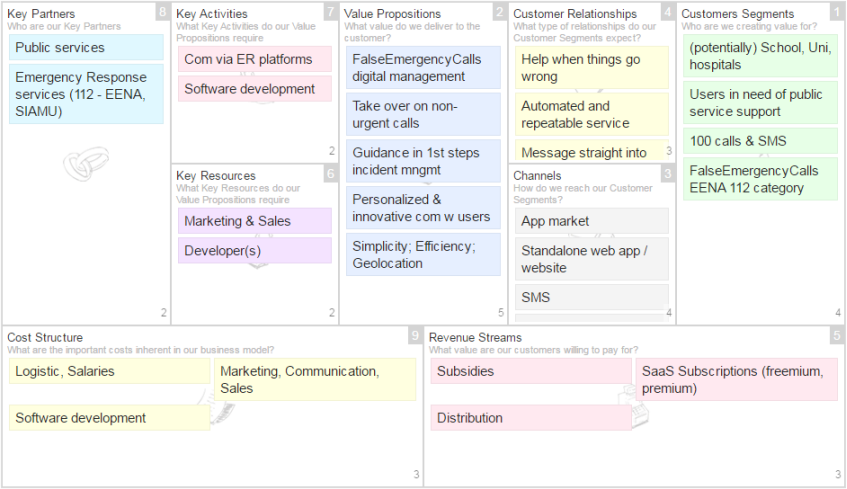 Key Partners
8
Who are our Key Partners
Public services
Emergency Response
services (112 - EENA,
SIAMU)
2
Key Activities
7
What Key Activities do our Value
Propositions require
Com via ER platforms
Software development
2
Key Resources
6
What Key Resources do our
Value Propositions require
Marketing & Sales
Developer(s)
2
Value Propositions
2
What value do we deliver to the
customer?
FalseEmergencyCalls
digital management
Take over on non-
urgent calls
Guidance in 1st steps
incident mngmt
Personalized &
innovative com w users
Simplicity; Efficiency;
Geolocation
5
Customer Relationships
4
What type of relationships do our
Customer Segments expect?
Help when things go
wrong
Automated and
repeatable service
Message straight into
3
Channels
3
How do we reach our Customer
Segments?
App market
Standalone web app /
website
SMS
4
Customers Segments
1
Who are we creating value for?
(potentially) School, Uni,
hospitals
Users in need of public
service support
100 calls & SMS
FalseEmergencyCalls
EENA 112 category
4
Cost Structure
9
What are the important costs inherent in our business model?
Logistic, Salaries
Marketing, Communication,
Sales
Software development
3
Revenue Streams
5
What value are our customers willing to pay for?
Subsidies
SaaS Subscriptions (freemium,
premium)
Distribution
3